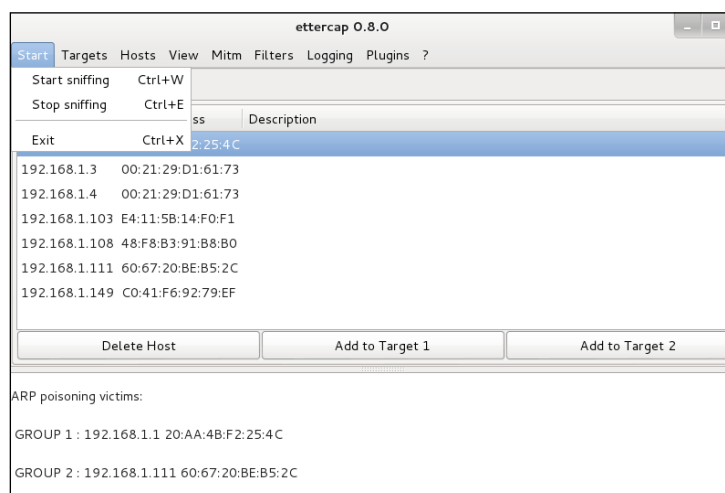 ettercap 0.8.0
Start Targets Hosts View Mitm Filters Logging Plugins ?
Start sniffing Ctrl+W
Stop sniffing Ctrl+E
ss Description
Exit Ctrl+X 2:25:4C
192.168.1.3 00:21:29:D1:61:73
192.168.1.4 00:21:29:D1:61:73
192.168.1.103 E4:11:5B:14:F0:F1
192.168.1.108 48:F8:B3:91:B8:B0
192.168.1.111 60:67:20:BE:B5:2C
192.168.1.149 C0:41:F6:92:79:EF
Delete Host Add to Target 1 Add to Target 2
ARP poisoning victims:
GROUP 1 : 192.168.1.1 20:AA:4B:F2:25:4C
GROUP 2 : 192.168.1.111 60:67:20:BE:B5:2C